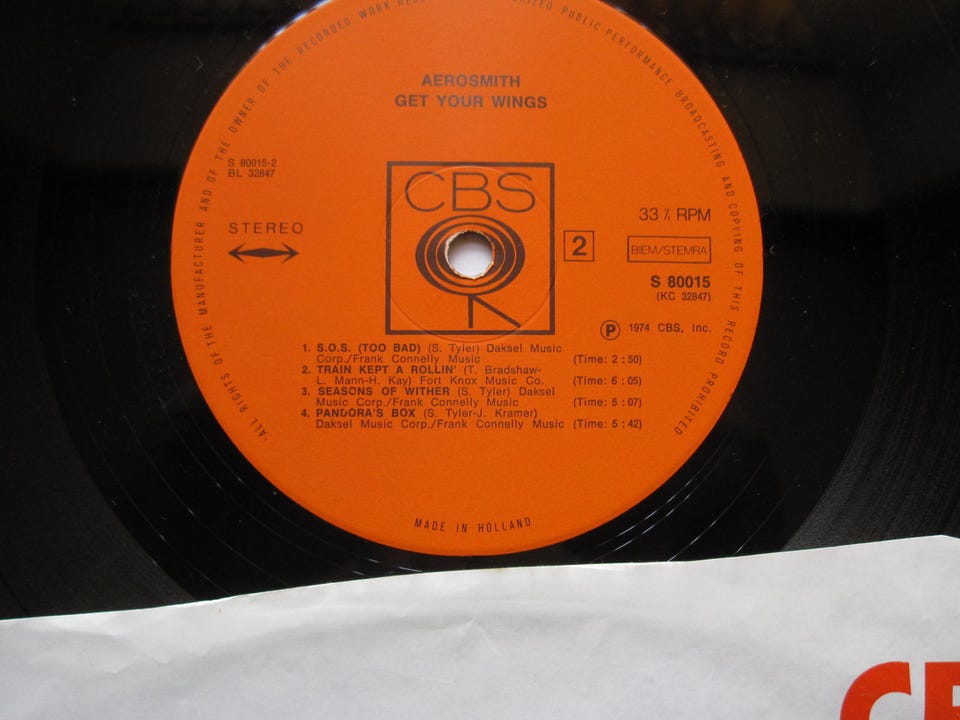 "ALL RIGHTS OF THE MANUFACTURER AND OF THE OWNER OF THE RECORDED WORK PUBLIC PERFORMANCE BROADCASTING AND COPYING OF THIS RECORD PROHIBITED
AEROSMITH
GET YOUR WINGS
S 80015-2
BL 32847
CBS
STEREO
2
33⅓ RPM
BIEM/STEMRA
S 80015
(KC 32847)
Ⓟ 1974 CBS, Inc.
1. S.O.S. (TOO BAD) (S. Tyler) Daksel Music
Corp./Frank Connelly Music (Time: 2 : 50)
2. TRAIN KEPT A ROLLIN' (T. Bradshaw-
L. Mann-H. Kay) Fort Knox Music Co. (Time: 6 : 05)
3. SEASONS OF WITHER (S. Tyler) Daksel
Music Corp./Frank Connelly Music (Time: 5 : 07)
4. PANDORA'S BOX (S. Tyler-J. Kramer)
Daksel Music Corp./Frank Connelly Music (Time: 5 : 42)
MADE IN HOLLAND